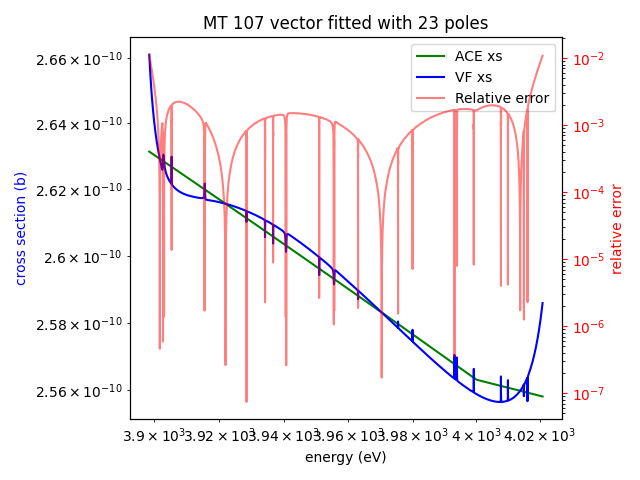 MT 107 vector fitted with 23 poles
ACE xs
VF xs
Relative error
2.66 × 10⁻¹⁰
2.64 × 10⁻¹⁰
2.62 × 10⁻¹⁰
2.6 × 10⁻¹⁰
2.58 × 10⁻¹⁰
2.56 × 10⁻¹⁰
cross section (b)
10⁻²
10⁻³
10⁻⁴
10⁻⁵
10⁻⁶
10⁻⁷
relative error
3.9 × 10³ 3.92 × 10³ 3.94 × 10³ 3.96 × 10³ 3.98 × 10³ 4 × 10³ 4.02 × 10³
energy (eV)